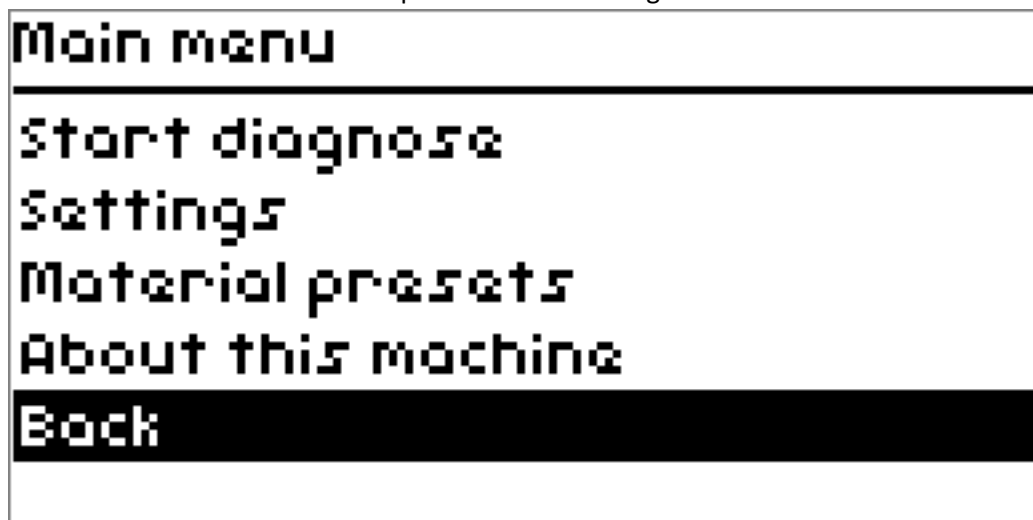 Main menu
Start diagnose
Settings
Material presets
About this machine
Back